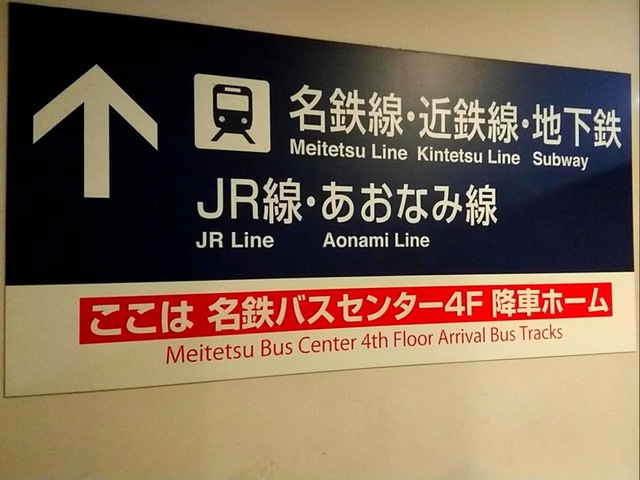 名鉄線・近鉄線・地下鉄
Meitetsu Line Kintetsu Line Subway
JR線・あおなみ線
JR Line Aonami Line
ここは 名鉄バスセンター4F 降車ホーム
Meitetsu Bus Center 4th Floor Arrival Bus Tracks